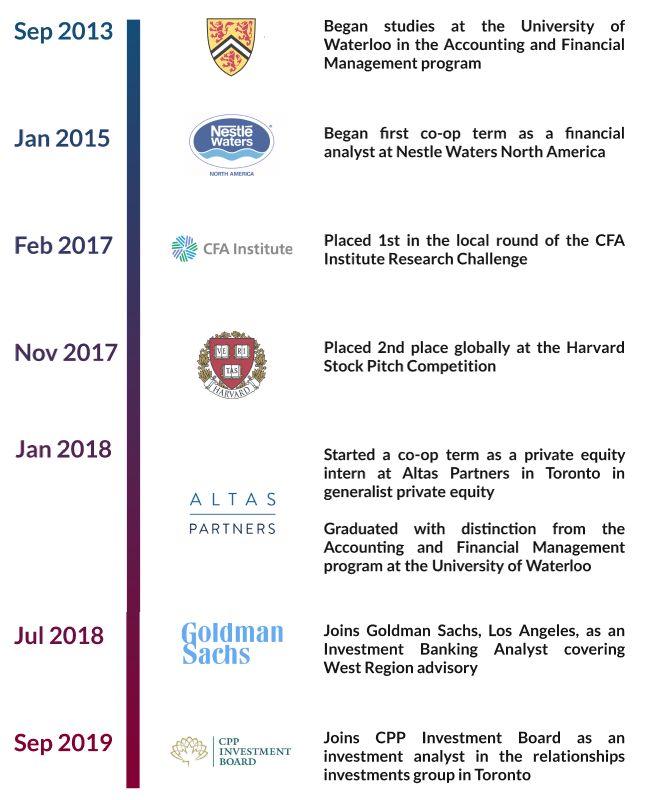 Sep 2013
Began studies at the University of
Waterloo in the Accounting and Financial
Management program
Jan 2015
Nestlé
Waters
NORTH AMERICA
Began first co-op term as a financial
analyst at Nestle Waters North America
Feb 2017
CFA Institute
Placed 1st in the local round of the CFA
Institute Research Challenge
Nov 2017
VE RI
TAS
HARVARD
Placed 2nd place globally at the Harvard
Stock Pitch Competition
Jan 2018
ALTAS
PARTNERS
Started a co-op term as a private equity
intern at Altas Partners in Toronto in
generalist private equity
Graduated with distinction from the
Accounting and Financial Management
program at the University of Waterloo
Jul 2018
Goldman
Sachs
Joins Goldman Sachs, Los Angeles, as an
Investment Banking Analyst covering
West Region advisory
Sep 2019
CPP
INVESTMENT
BOARD
Joins CPP Investment Board as an
investment analyst in the relationships
investments group in Toronto